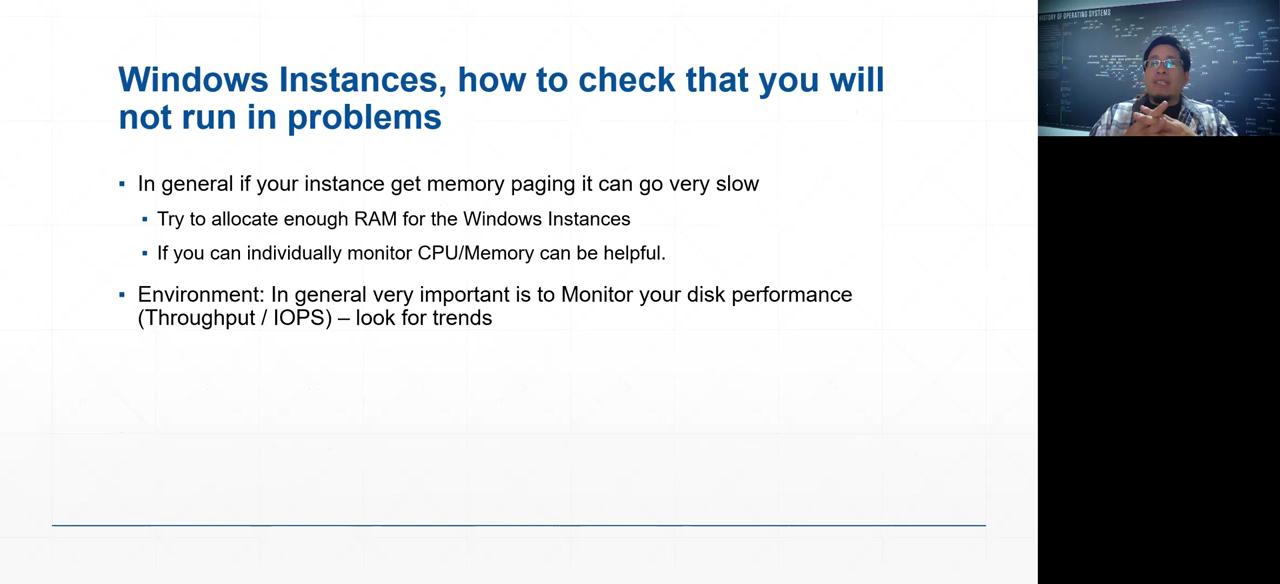 Windows Instances, how to check that you will
not run in problems
▪ In general if your instance get memory paging it can go very slow
▪ Try to allocate enough RAM for the Windows Instances
▪ If you can individually monitor CPU/Memory can be helpful.
▪ Environment: In general very important is to Monitor your disk performance
(Throughput / IOPS) – look for trends
HISTORY OF OPERATING SYSTEMS